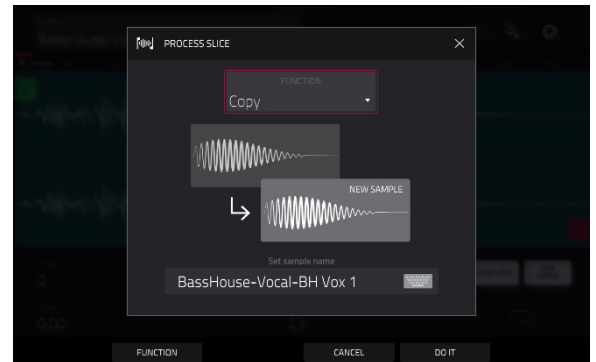 PROCESS SLICE
FUNCTION
Copy
NEW SAMPLE
Set sample name
BassHouse-Vocal-BH Vox 1
FUNCTION
CANCEL
DO IT